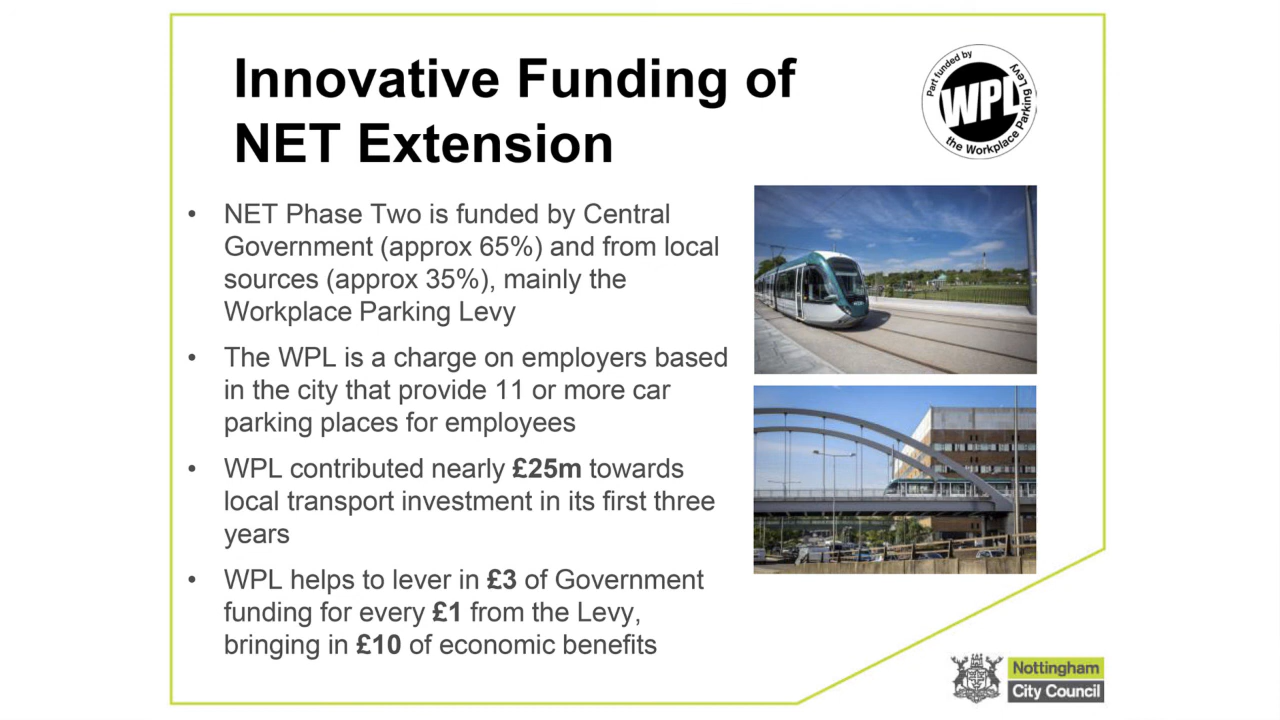 Innovative Funding of
NET Extension
Part funded by
WPL
the Workplace Parking Levy
• NET Phase Two is funded by Central
Government (approx 65%) and from local
sources (approx 35%), mainly the
Workplace Parking Levy
• The WPL is a charge on employers based
in the city that provide 11 or more car
parking places for employees
• WPL contributed nearly £25m towards
local transport investment in its first three
years
• WPL helps to lever in £3 of Government
funding for every £1 from the Levy,
bringing in £10 of economic benefits
Nottingham
City Council